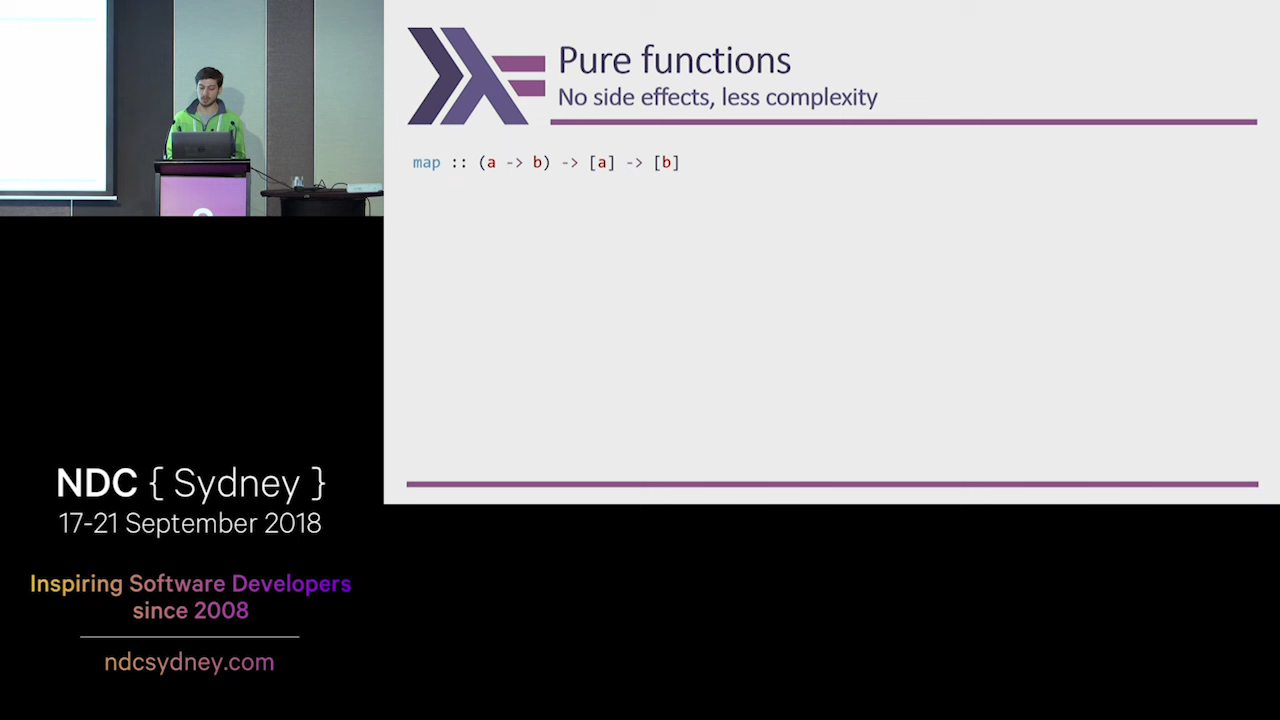 Pure functions
No side effects, less complexity
map :: (a -> b) -> [a] -> [b]
NDC { Sydney }
17-21 September 2018
Inspiring Software Developers
since 2008
ndcsydney.com